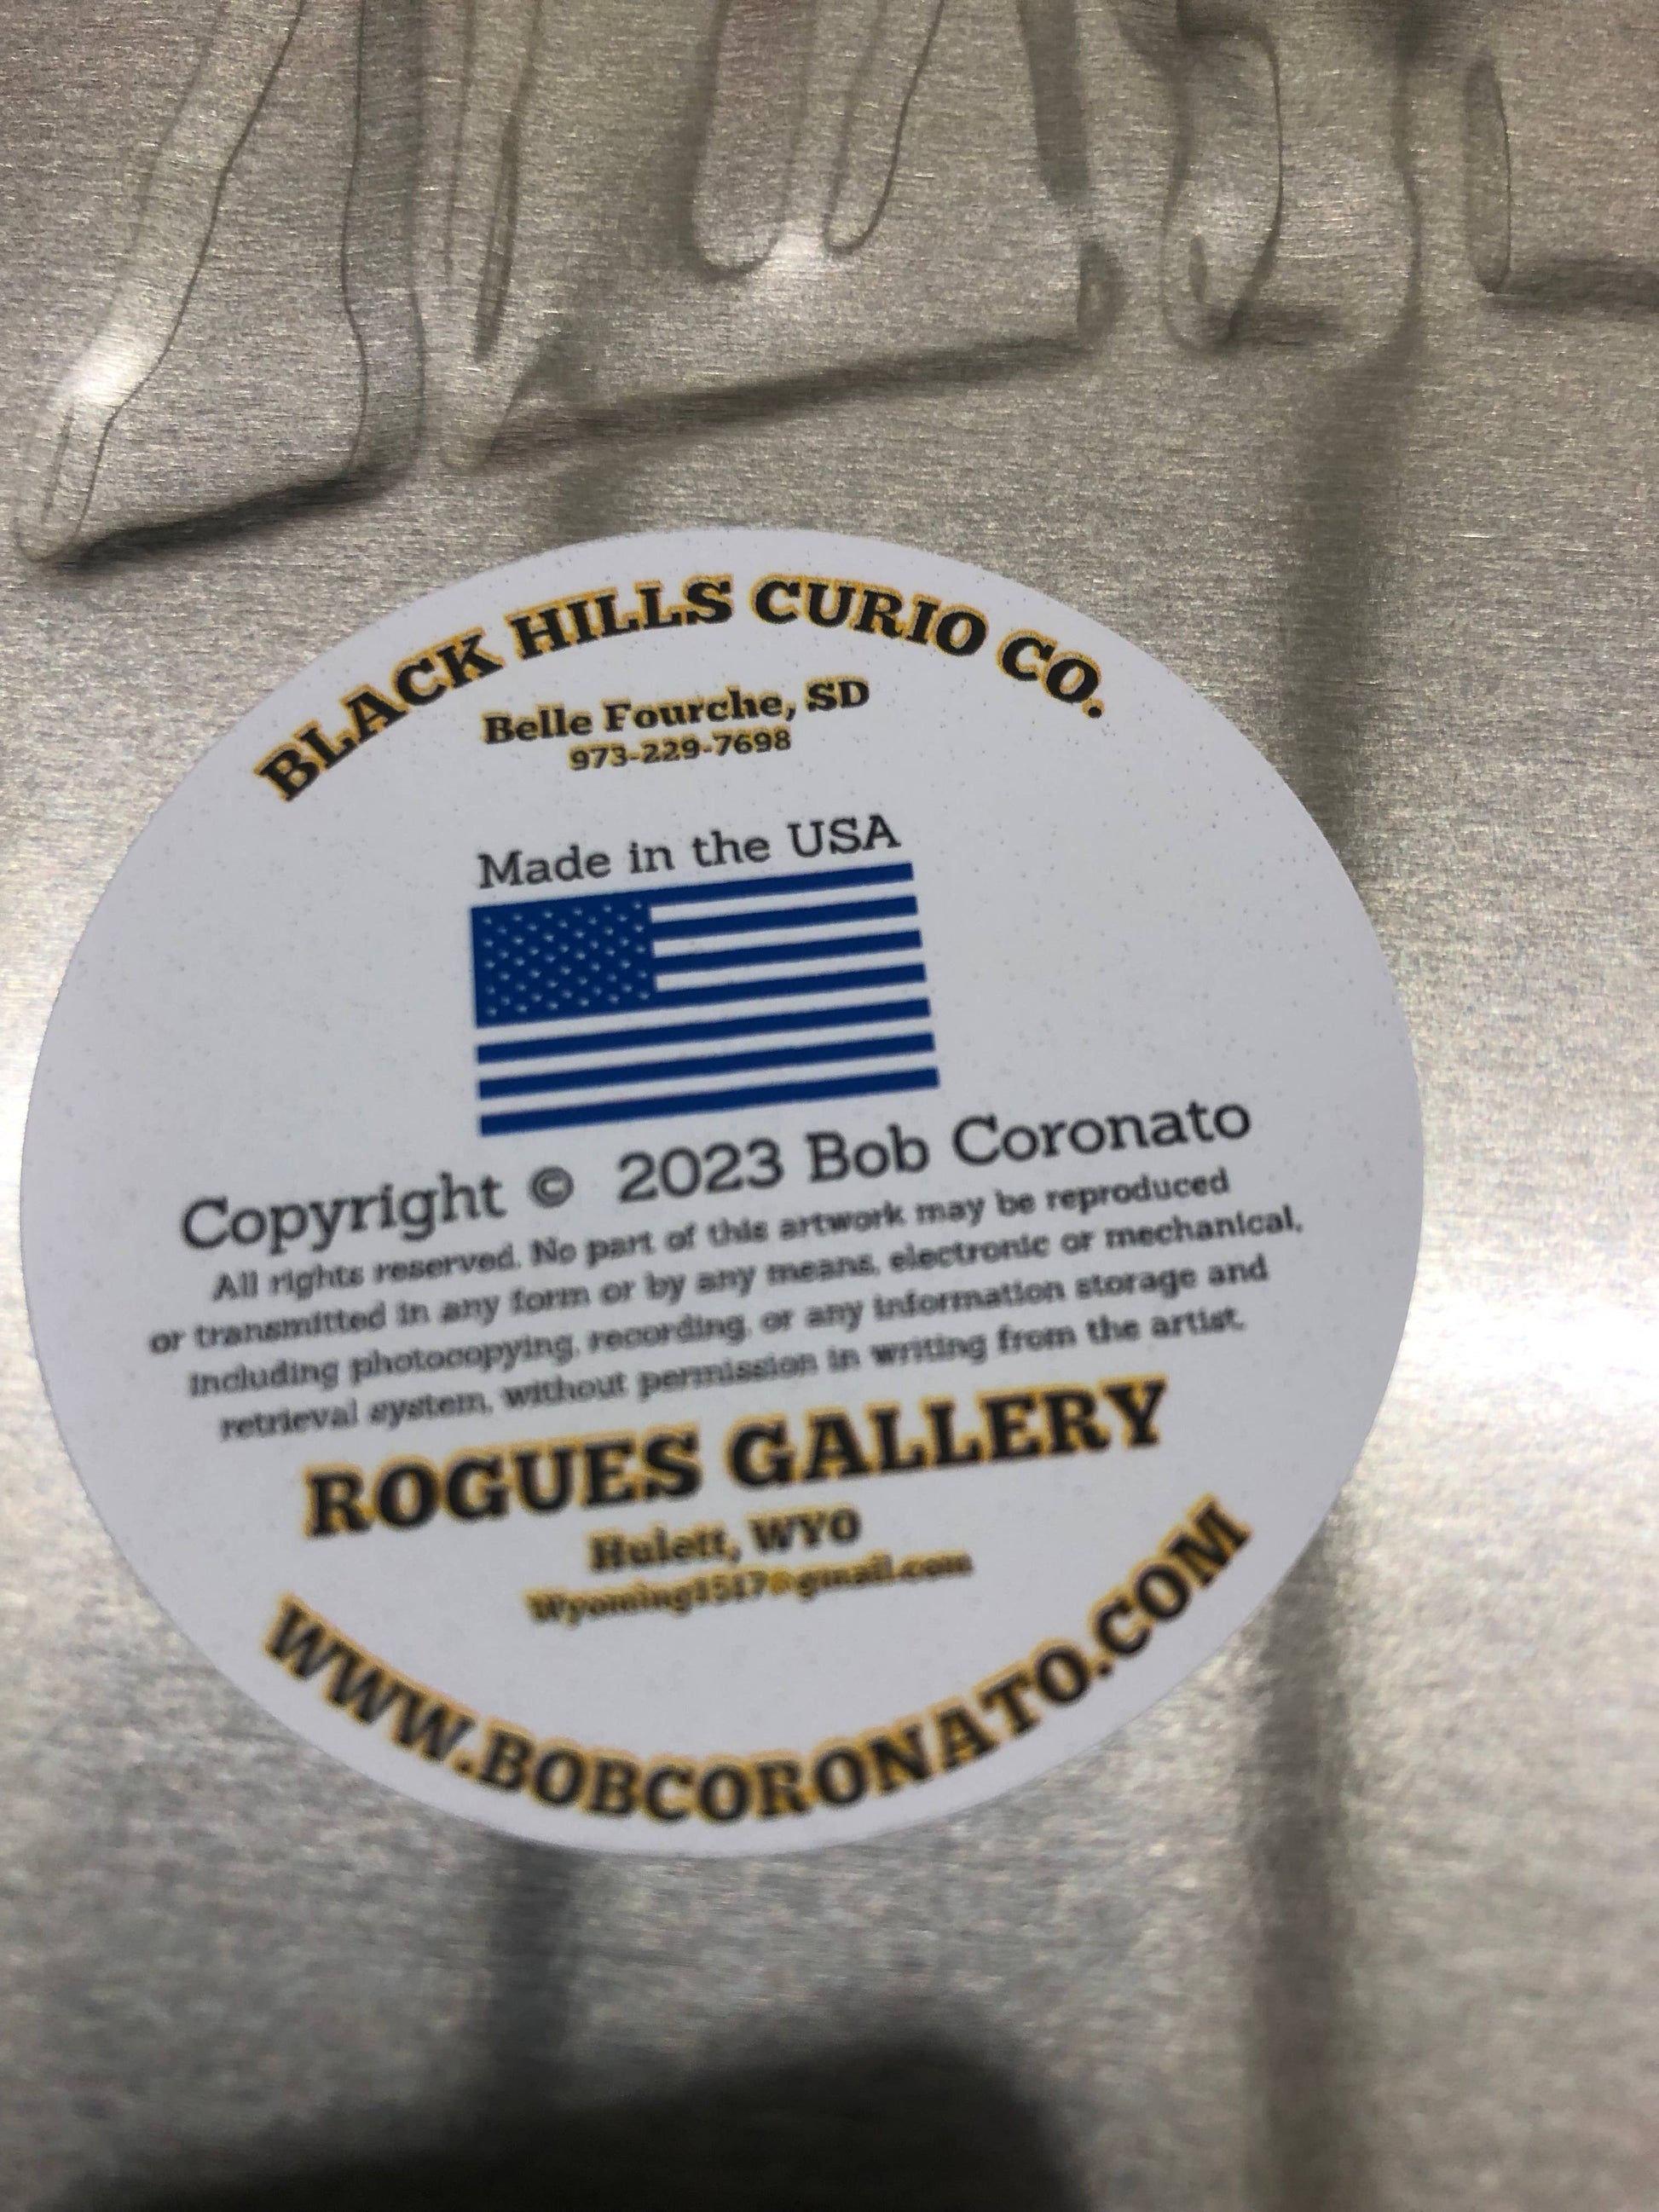 BLACK HILLS CURIO CO.
Belle Fourche, SD
973-229-7698
Made in the USA
Copyright © 2023 Bob Coronato
All rights reserved. No part of this artwork may be reproduced
or transmitted in any form or by any means, electronic or mechanical,
including photocopying, recording, or any information storage and
retrieval system, without permission in writing from the artist.
ROGUES GALLERY
Hulett, WYO
Wyoming1517@gmail.com
WWW.BOBCORONATO.COM